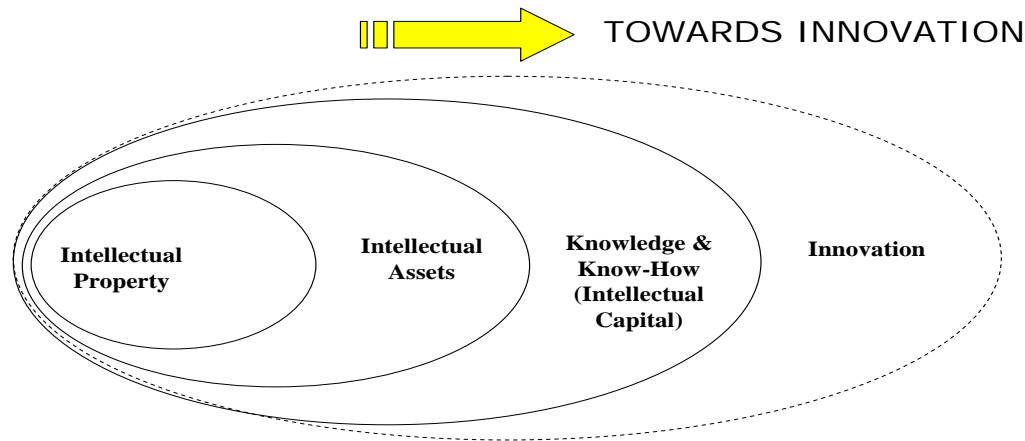 TOWARDS INNOVATION
Intellectual
Property
Intellectual
Assets
Knowledge &
Know-How
(Intellectual
Capital)
Innovation